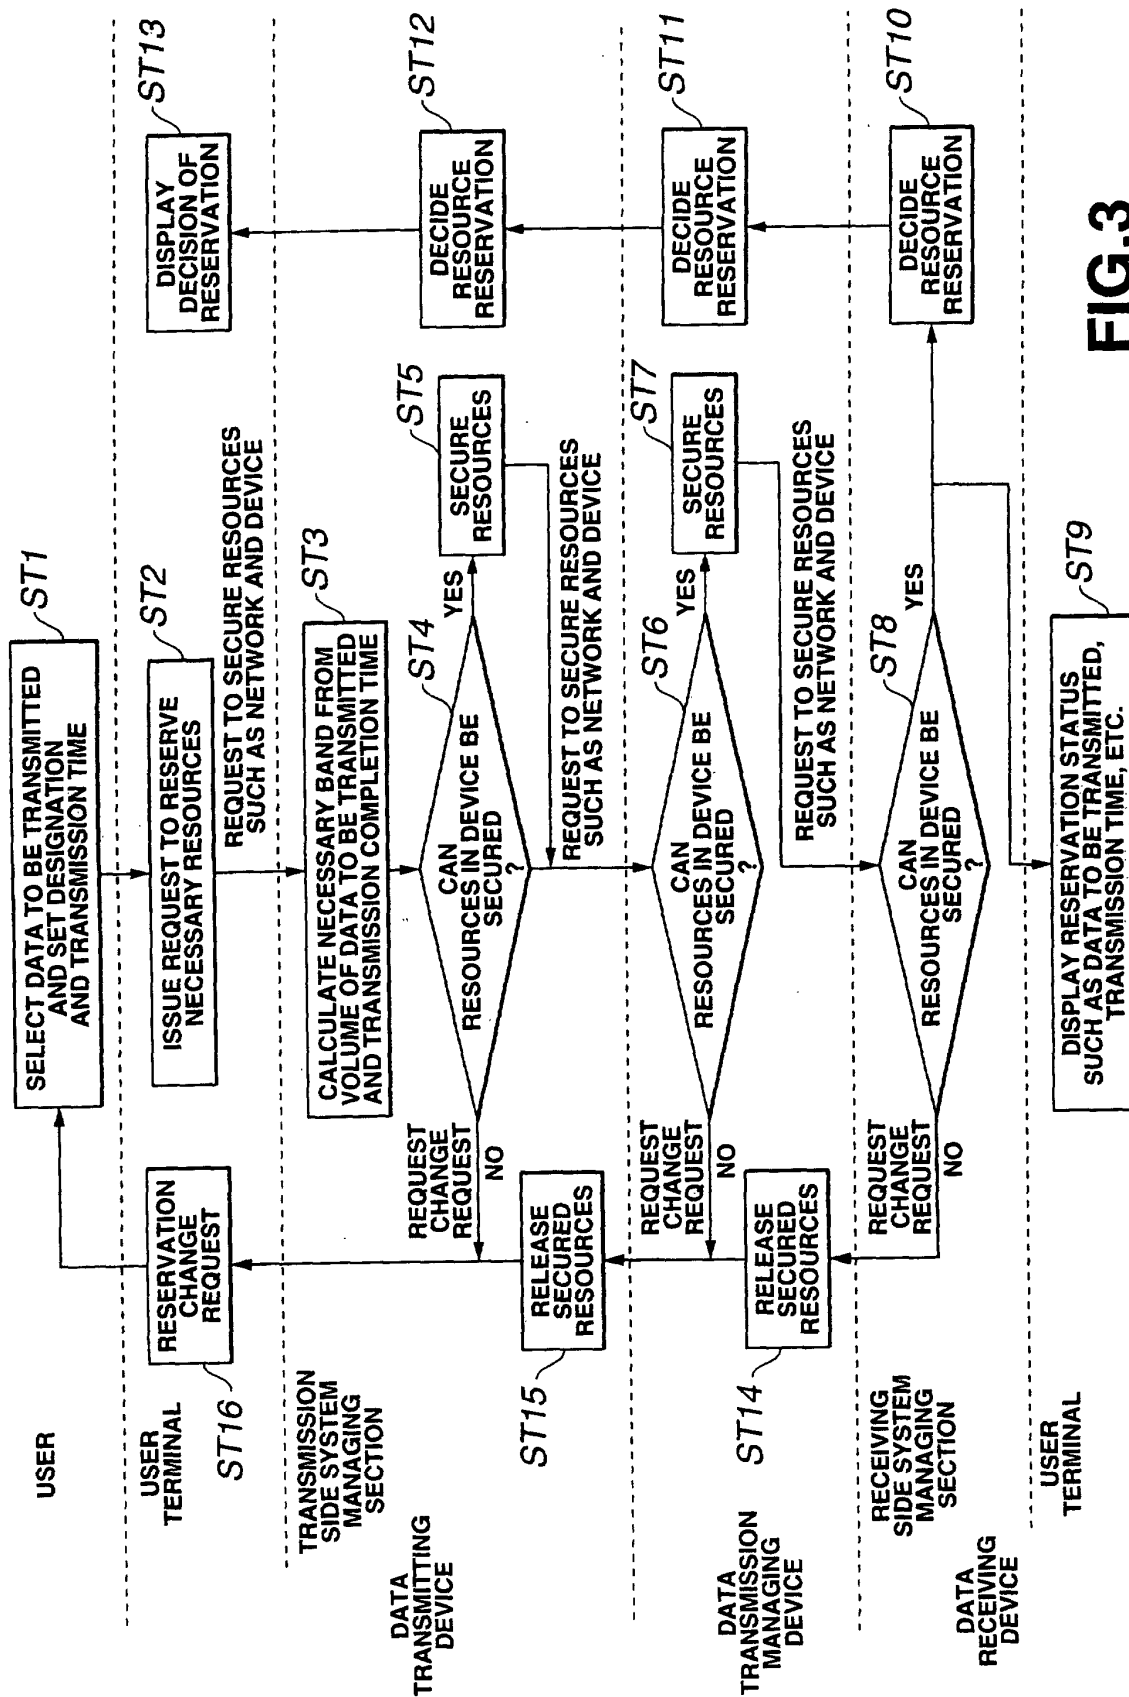 USER
SELECT DATA TO BE TRANSMITTED
AND SET DESIGNATION
AND TRANSMISSION TIME
ST1
USER
TERMINAL
RESERVATION
CHANGE
REQUEST
ST16
ISSUE REQUEST TO RESERVE
NECESSARY RESOURCES
ST2
DISPLAY
DECISION OF
RESERVATION
ST13
REQUEST TO SECURE RESOURCES
SUCH AS NETWORK AND DEVICE
TRANSMISSION
SIDE SYSTEM
MANAGING
SECTION
DATA
TRANSMITTING
DEVICE
CALCULATE NECESSARY BAND FROM
VOLUME OF DATA TO BE TRANSMITTED
AND TRANSMISSION COMPLETION TIME
ST3
REQUEST
CHANGE
REQUEST
NO
CAN
RESOURCES IN DEVICE BE
SECURED
?
ST4
YES
SECURE
RESOURCES
ST5
DECIDE
RESOURCE
RESERVATION
ST12
RELEASE
SECURED
RESOURCES
ST15
REQUEST TO SECURE RESOURCES
SUCH AS NETWORK AND DEVICE
DATA
TRANSMISSION
MANAGING
DEVICE
REQUEST
CHANGE
REQUEST
NO
CAN
RESOURCES IN DEVICE BE
SECURED
?
ST6
YES
SECURE
RESOURCES
ST7
DECIDE
RESOURCE
RESERVATION
ST11
RELEASE
SECURED
RESOURCES
ST14
REQUEST TO SECURE RESOURCES
SUCH AS NETWORK AND DEVICE
RECEIVING
SIDE SYSTEM
MANAGING
SECTION
DATA
RECEIVING
DEVICE
REQUEST
CHANGE
REQUEST
NO
CAN
RESOURCES IN DEVICE BE
SECURED
?
ST8
YES
DECIDE
RESOURCE
RESERVATION
ST10
USER
TERMINAL
DISPLAY RESERVATION STATUS
SUCH AS DATA TO BE TRANSMITTED,
TRANSMISSION TIME, ETC.
ST9
FIG.3